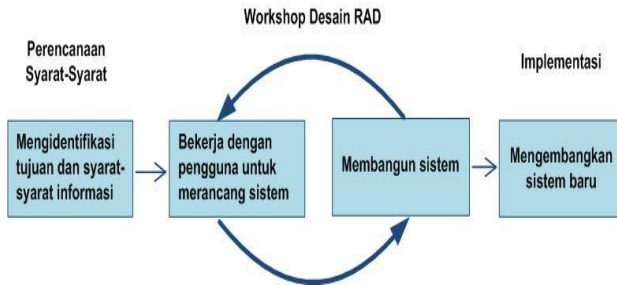 Workshop Desain RAD
Perencanaan
Syarat-Syarat
Implementasi
Mengidentifikasi
tujuan dan syarat-
syarat informasi
Bekerja dengan
pengguna untuk
merancang sistem
Membangun sistem
Mengembangkan
sistem baru